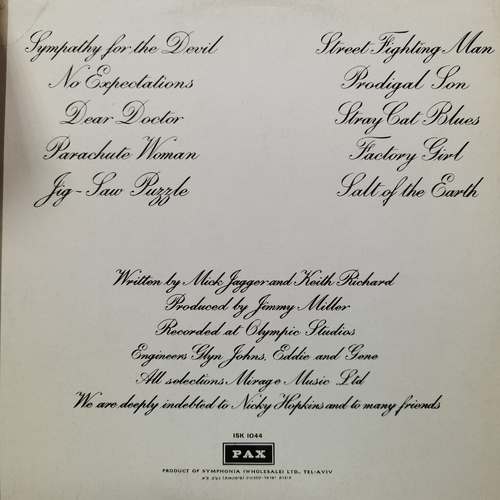 Sympathy for the Devil
No Expectations
Dear Doctor
Parachute Woman
Jig-Saw Puzzle
Street Fighting Man
Prodigal Son
Stray Cat Blues
Factory Girl
Salt of the Earth
Written by Mick Jagger and Keith Richard
Produced by Jimmy Miller
Recorded at Olympic Studios
Engineers Glyn Johns, Eddie and Gene
All selections Mirage Music Ltd
We are deeply indebted to Nicky Hopkins and to many friends
ISK 1044
PAX
PRODUCT OF SYMPHONIA (WHOLESALE) LTD., TEL-AVIV